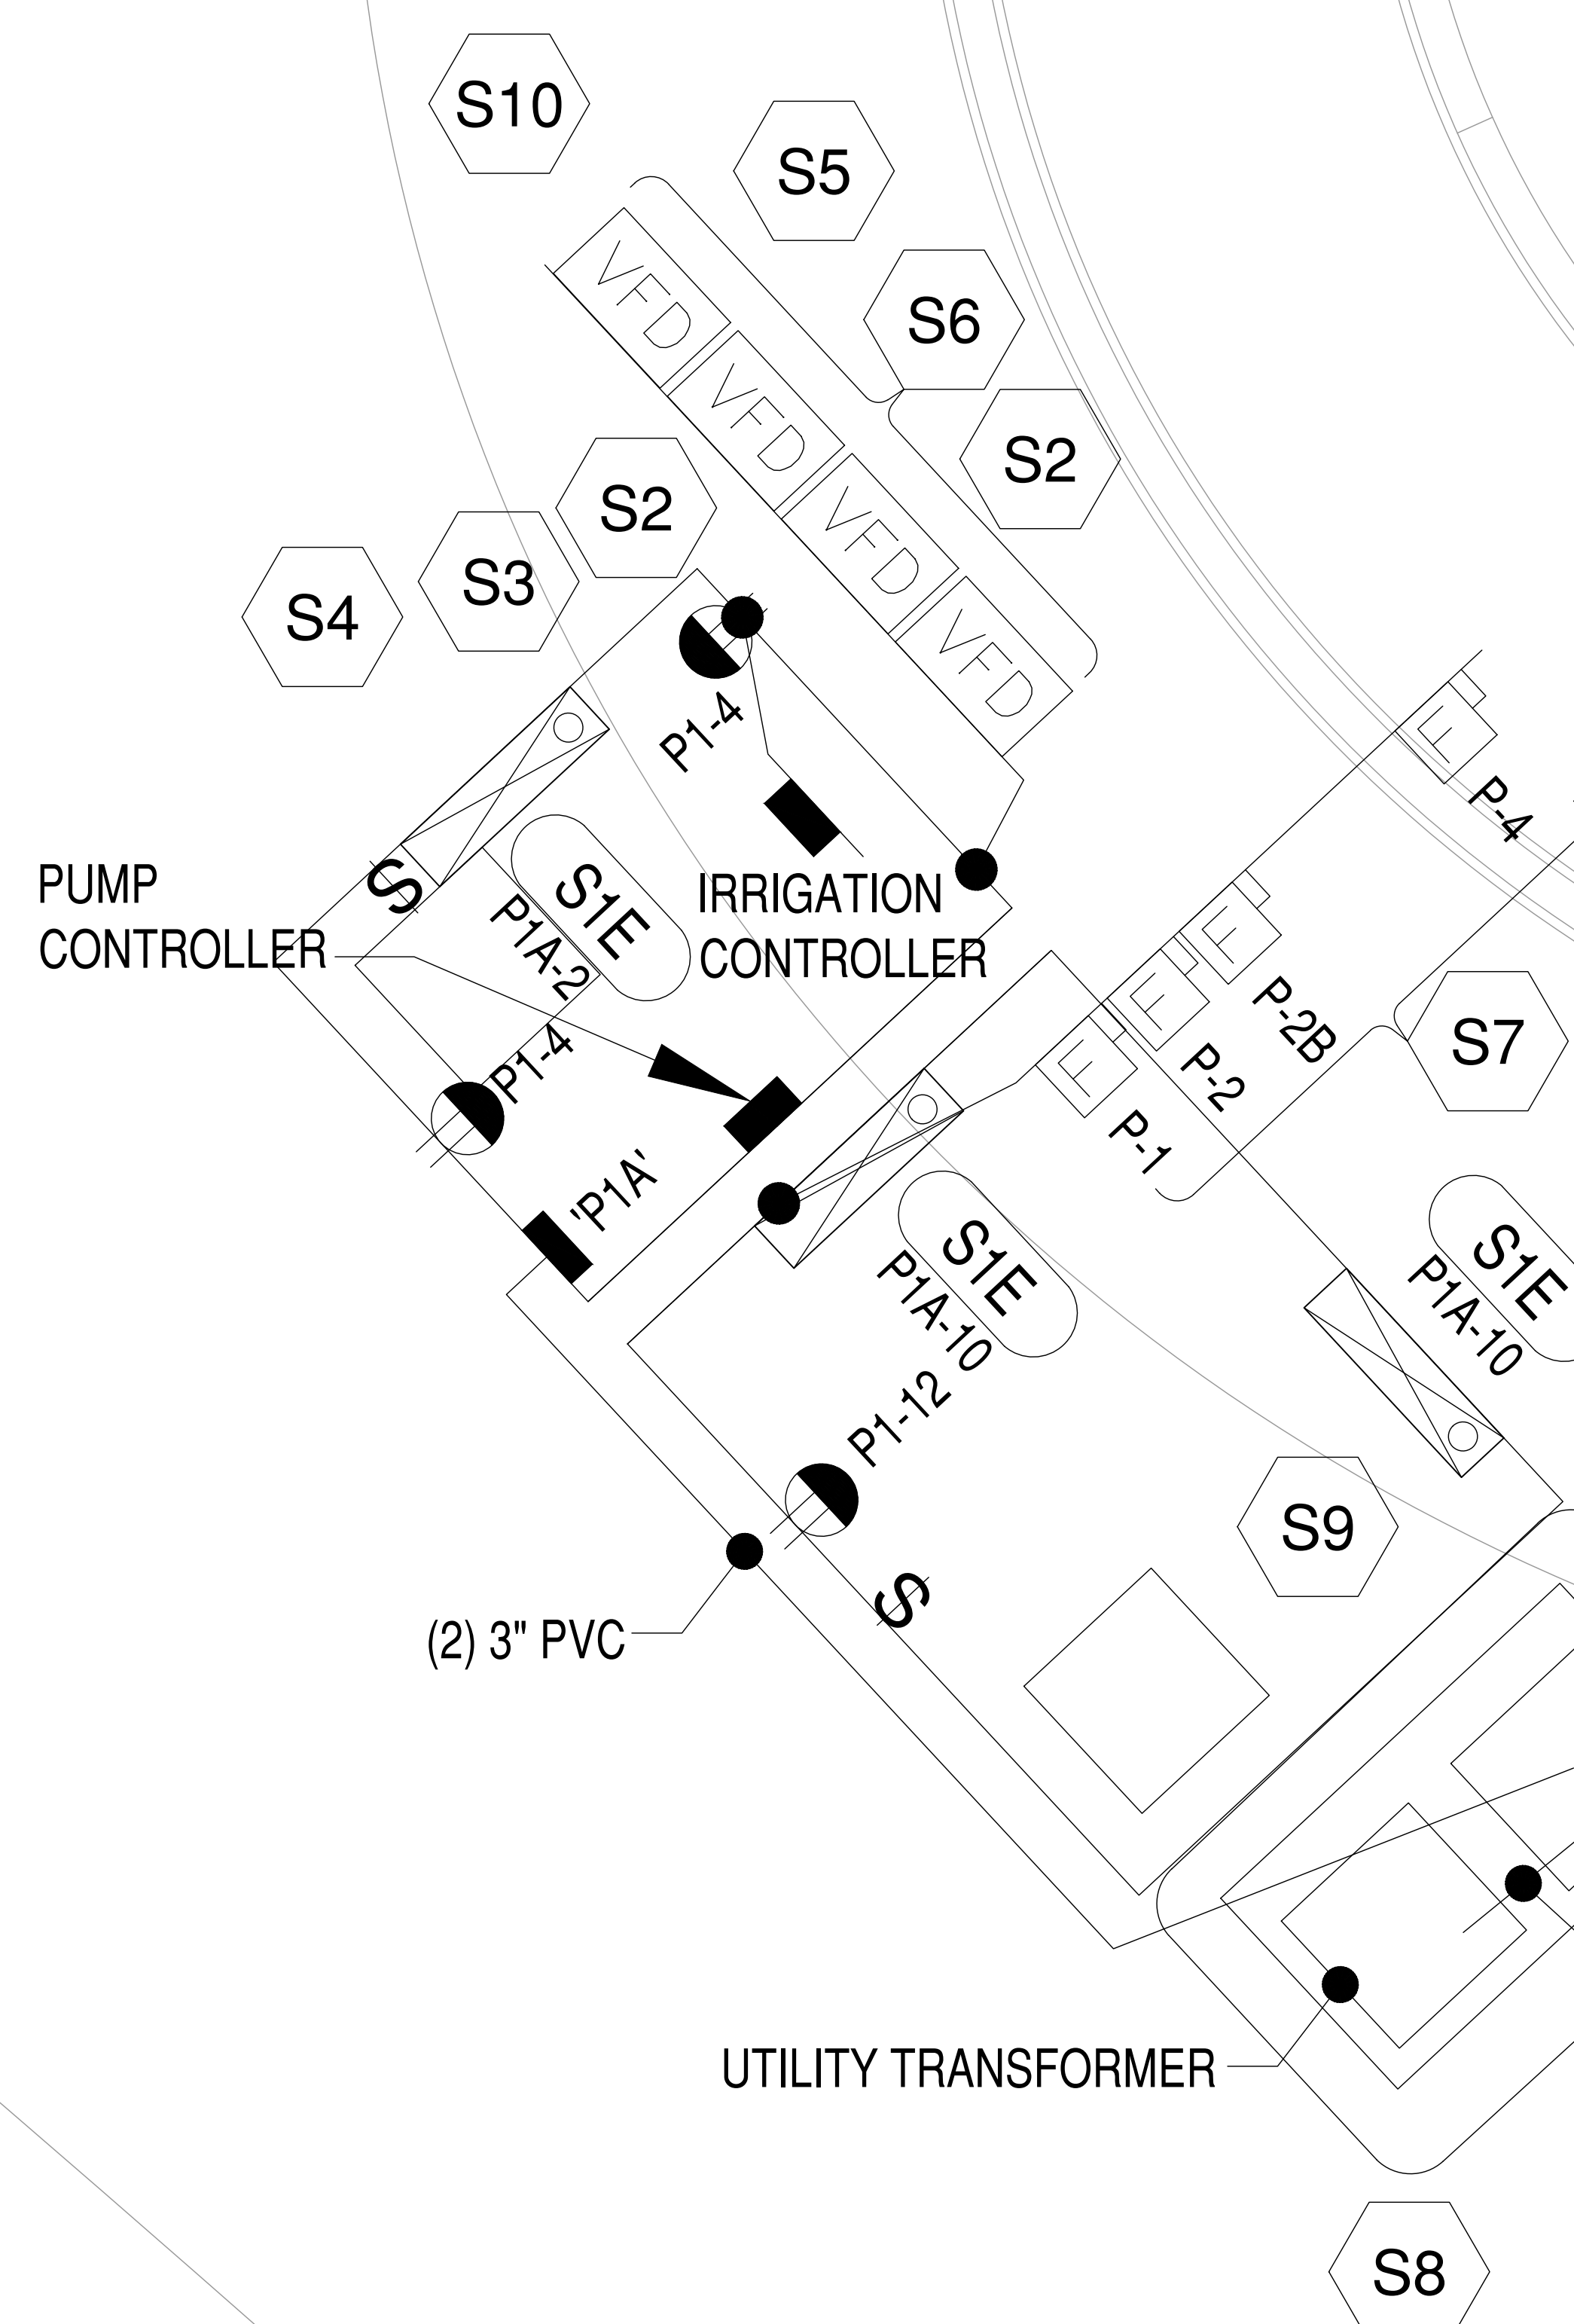 S10
S5
S6
S2
S2
S3
S4
VFD
VFD
VFD
VFD
P1-4
PUMP
CONTROLLER
S
S1E
P1A-2
IRRIGATION
CONTROLLER
F
P-4
F
P-2B
F
P-2
F
P-1
S7
P1-4
'P1A'
S1E
P1A-10
S1E
P1A-10
P1-12
S9
S
(2) 3" PVC
UTILITY TRANSFORMER
S8